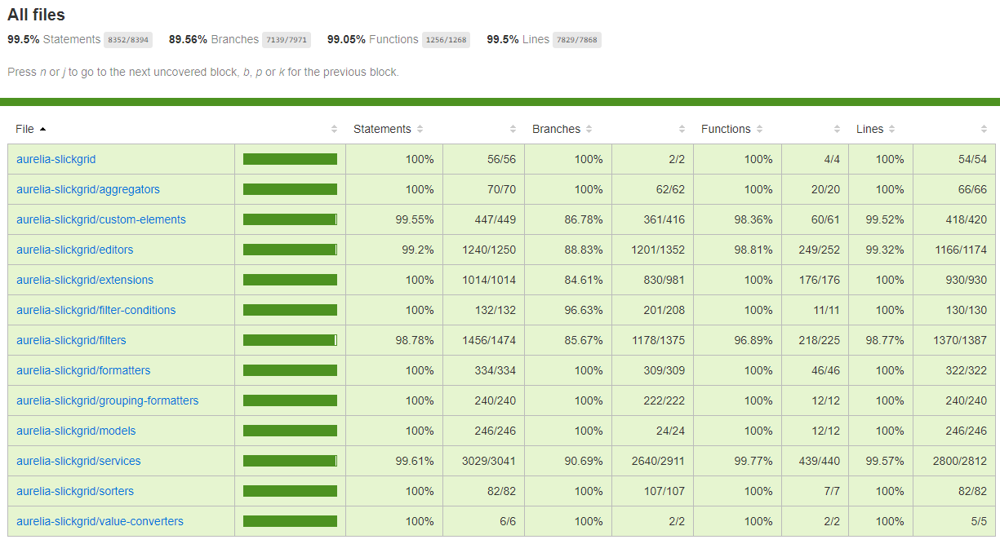 All files
99.5% Statements 8352/8394 89.56% Branches 7139/7971 99.05% Functions 1256/1268 99.5% Lines 7829/7868
Press n or j to go to the next uncovered block, b, p or k for the previous block.
File Statements Branches Functions Lines
aurelia-slickgrid 100% 56/56 100% 2/2 100% 4/4 100% 54/54
aurelia-slickgrid/aggregators 100% 70/70 100% 62/62 100% 20/20 100% 66/66
aurelia-slickgrid/custom-elements 99.55% 447/449 86.78% 361/416 98.36% 60/61 99.52% 418/420
aurelia-slickgrid/editors 99.2% 1240/1250 88.83% 1201/1352 98.81% 249/252 99.32% 1166/1174
aurelia-slickgrid/extensions 100% 1014/1014 84.61% 830/981 100% 176/176 100% 930/930
aurelia-slickgrid/filter-conditions 100% 132/132 96.63% 201/208 100% 11/11 100% 130/130
aurelia-slickgrid/filters 98.78% 1456/1474 85.67% 1178/1375 96.89% 218/225 98.77% 1370/1387
aurelia-slickgrid/formatters 100% 334/334 100% 309/309 100% 46/46 100% 322/322
aurelia-slickgrid/grouping-formatters 100% 240/240 100% 222/222 100% 12/12 100% 240/240
aurelia-slickgrid/models 100% 246/246 100% 24/24 100% 12/12 100% 246/246
aurelia-slickgrid/services 99.61% 3029/3041 90.69% 2640/2911 99.77% 439/440 99.57% 2800/2812
aurelia-slickgrid/sorters 100% 82/82 100% 107/107 100% 7/7 100% 82/82
aurelia-slickgrid/value-converters 100% 6/6 100% 2/2 100% 2/2 100% 5/5